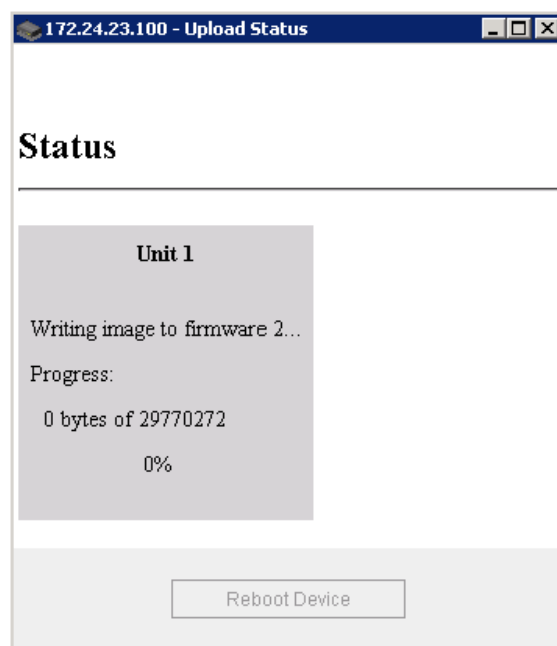 172.24.23.100 - Upload Status
Status
Unit 1
Writing image to firmware 2...
Progress:
0 bytes of 29770272
0%
Reboot Device